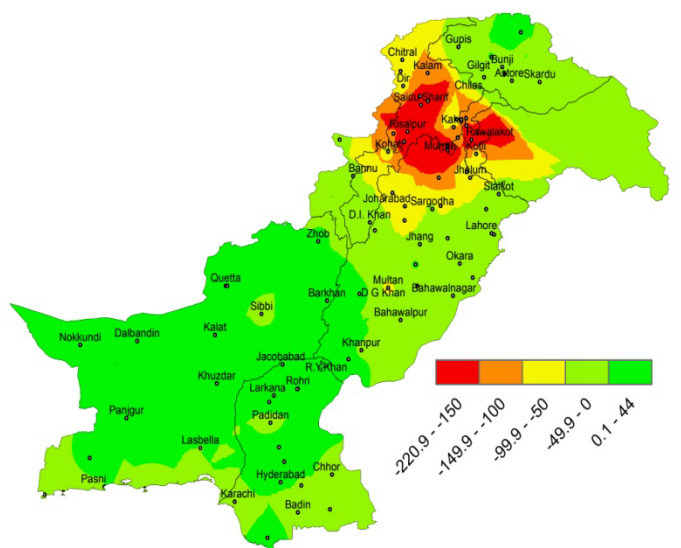 Gupis
Chitral
Bunji
Kalam
Gilgit
Astore
Skardu
Dir
Chilas
Saidu Sharif
Kakul
Risalpur
Rawalakot
Kohat
Murree
Kotli
Bannu
Jhalum
Sialkot
Joharabad
Sargodha
D.I. Khan
Lahore
Zhob
Jhang
Okara
Quetta
Multan
Barkhan
D G Khan
Bahawalnagar
Sibbi
Bahawalpur
Kalat
Dalbandin
Nokkundi
Khanpur
Jacobabad
R.Y.Khan
Khuzdar
Rohri
Larkana
Panjgur
Padidan
Lasbella
Pasni
Hyderabad
Chhor
Karachi
Badin
-220.9 - -150
-149.9 - -100
-99.9 - -50
-49.9 - 0
0.1 - 44